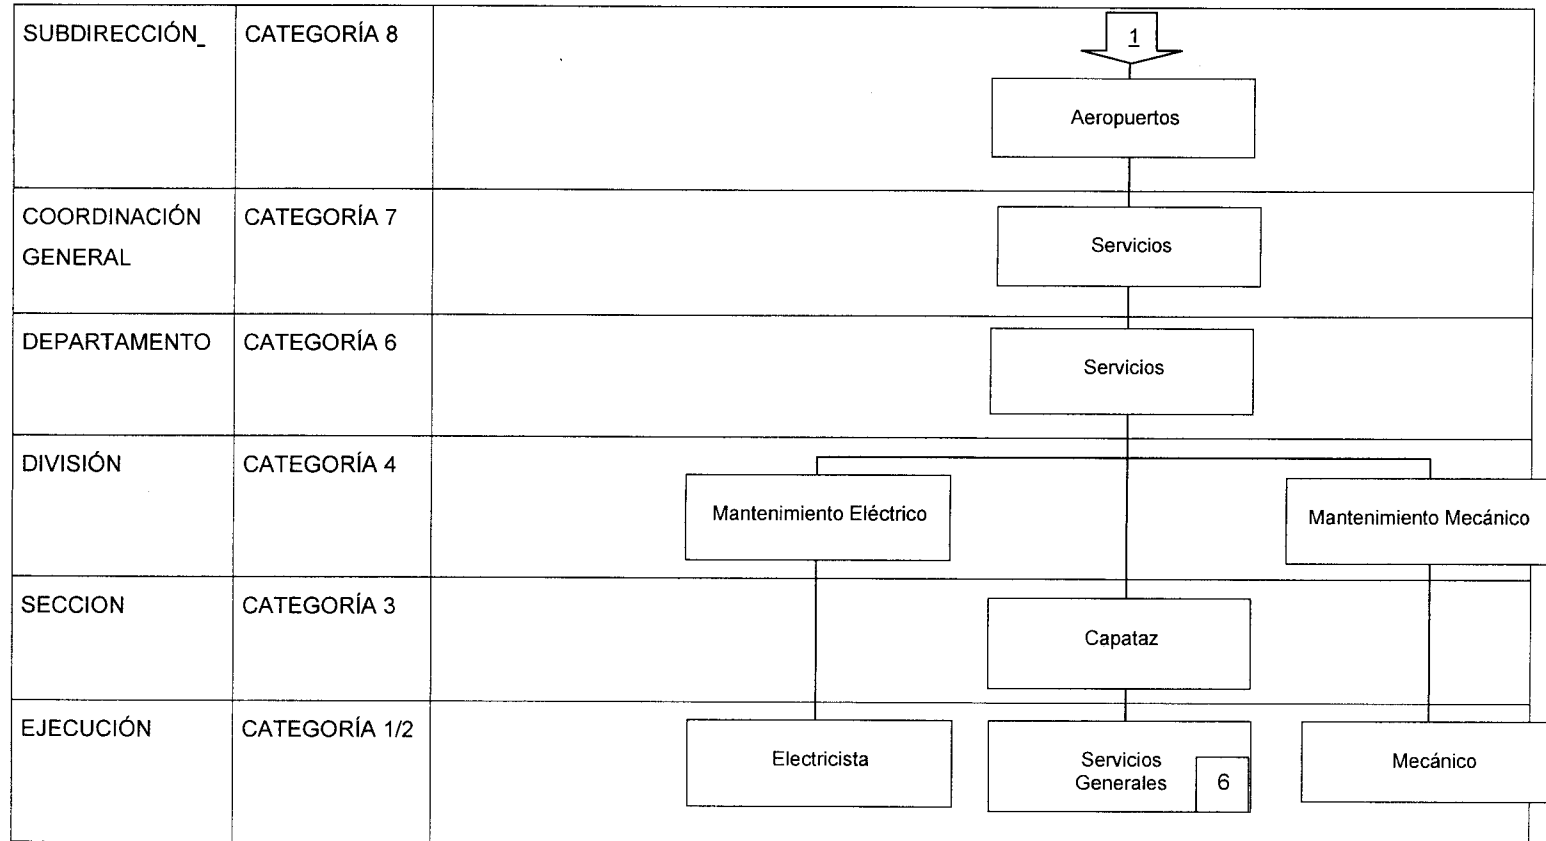 SUBDIRECCIÓN_
CATEGORÍA 8
1
Aeropuertos
COORDINACIÓN
GENERAL
CATEGORÍA 7
Servicios
DEPARTAMENTO
CATEGORÍA 6
Servicios
DIVISIÓN
CATEGORÍA 4
Mantenimiento Eléctrico
Mantenimiento Mecánico
SECCION
CATEGORÍA 3
Capataz
EJECUCIÓN
CATEGORÍA 1/2
Electricista
Servicios
Generales
6
Mecánico